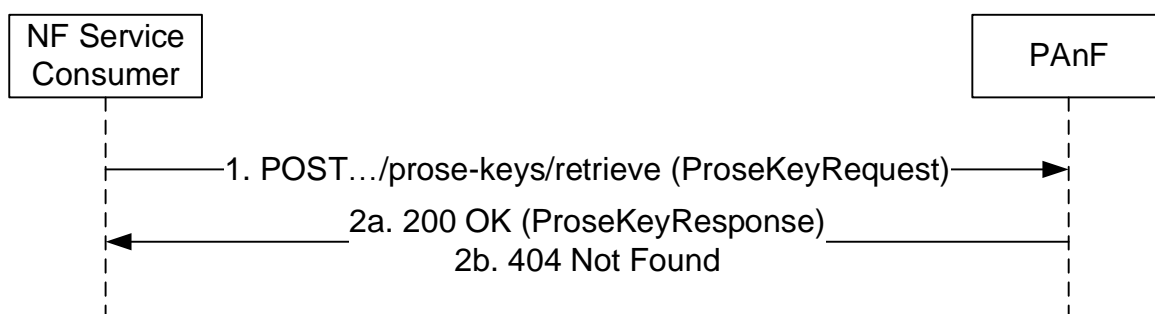 NF Service
Consumer
PAnF
1. POST…/prose-keys/retrieve (ProseKeyRequest)
2a. 200 OK (ProseKeyResponse)
2b. 404 Not Found